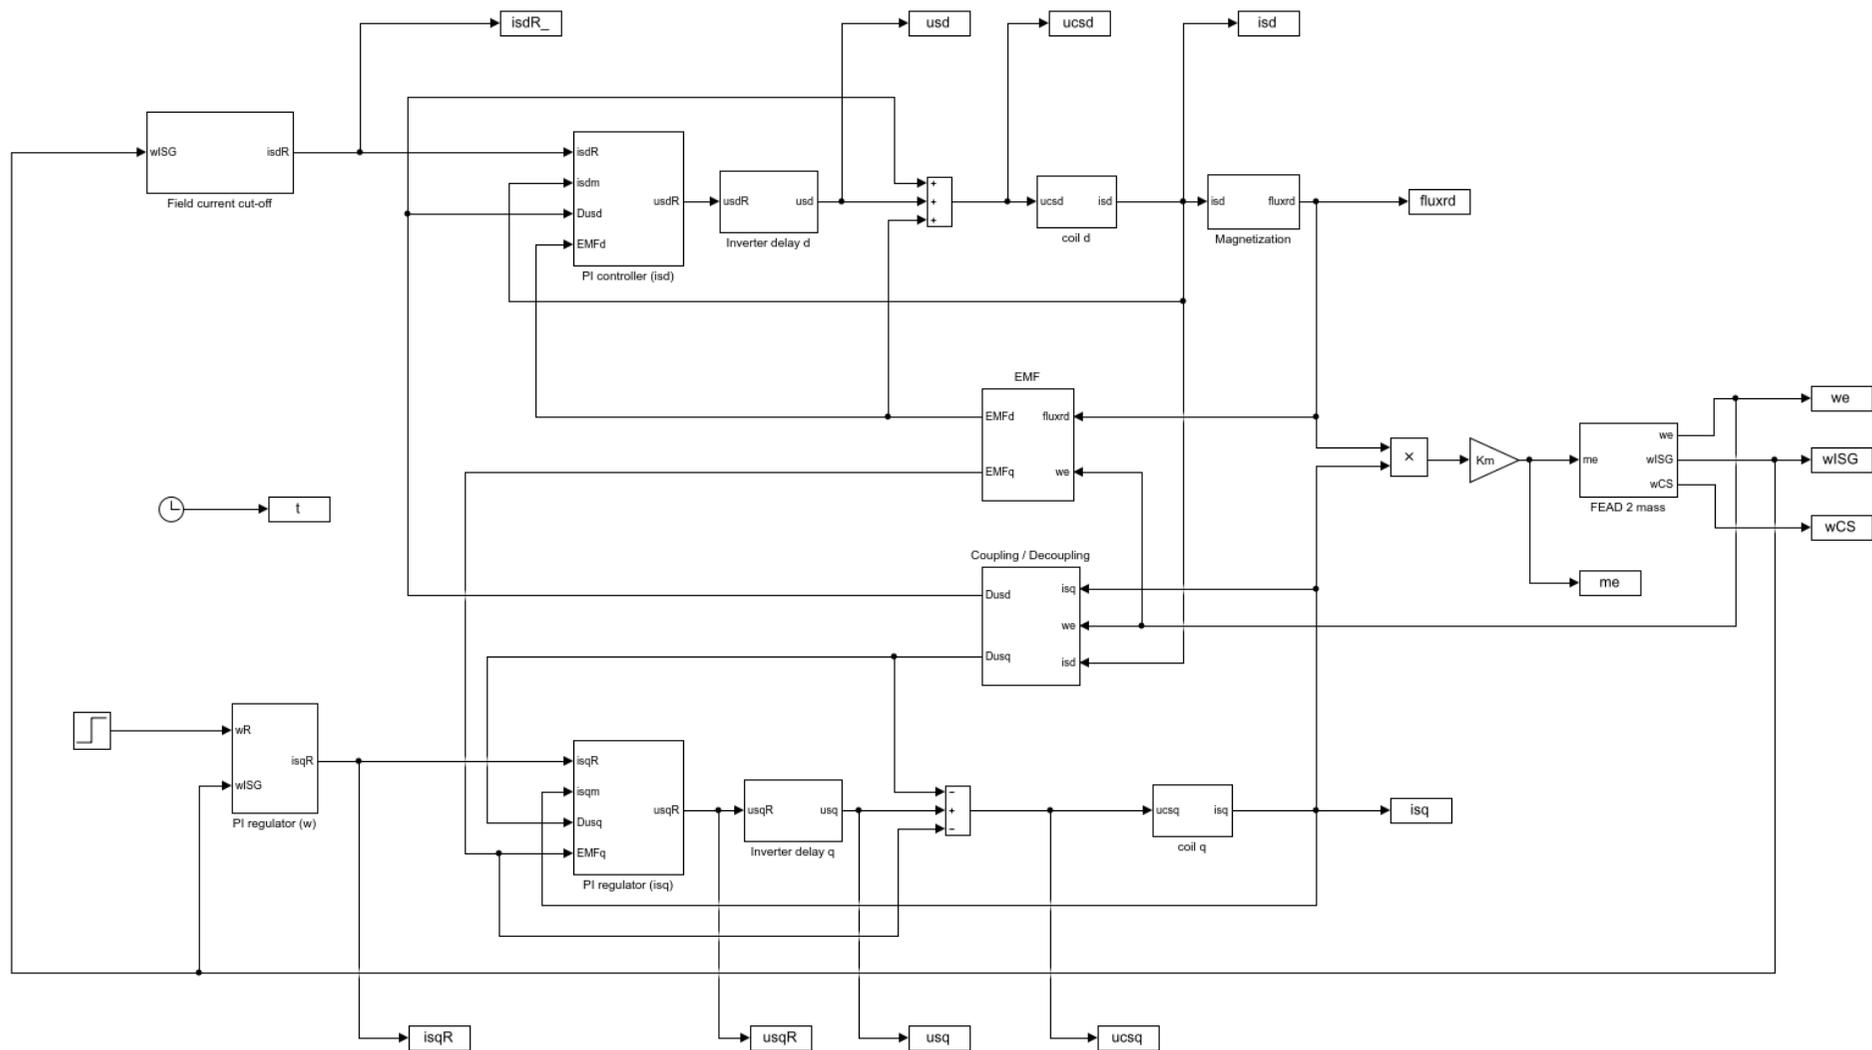 isdR_
usd
ucsd
isd
wISG
isdR
Field current cut-off
isdR
isdm
Dusd
EMFd
usdR
PI controller (isd)
usdR
usd
Inverter delay d
+
+
+
ucsd
isd
coil d
isd
fluxrd
Magnetization
fluxrd
EMF
EMFd
fluxrd
EMFq
we
×
Km
me
we
wISG
wCS
FEAD 2 mass
we
wISG
wCS
me
t
Coupling / Decoupling
Dusd
isq
we
Dusq
isd
wR
isqR
wISG
PI regulator (w)
isqR
isqm
Dusq
EMFq
usqR
PI regulator (isq)
usqR
usq
Inverter delay q
−
+
−
ucsq
isq
coil q
isq
isqR
usqR
usq
ucsq